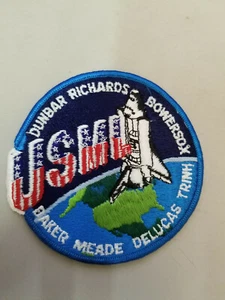 DUNBAR RICHARDS BOWERSOX
USML
BAKER MEADE DELUCAS TRINH